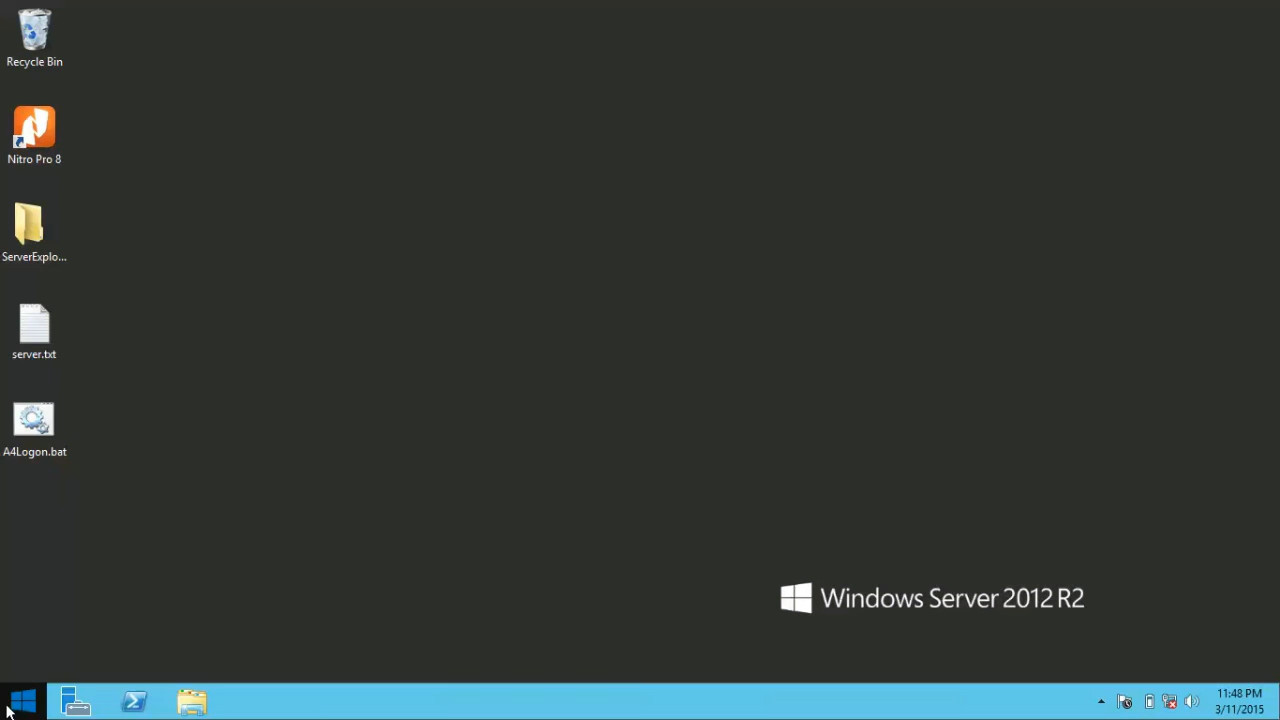 Recycle Bin
Nitro Pro 8
ServerExplo...
server.txt
A4Logon.bat
Windows Server 2012 R2
11:48 PM
3/11/2015